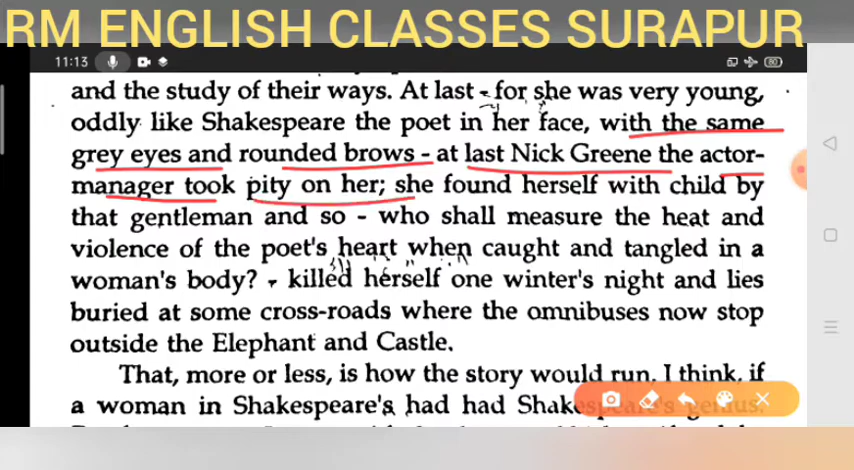 RM ENGLISH CLASSES SURAPUR
11:13 80
and the study of their ways. At last - for she was very young,
oddly like Shakespeare the poet in her face, with the same
grey eyes and rounded brows - at last Nick Greene the actor-
manager took pity on her; she found herself with child by
that gentleman and so - who shall measure the heat and
violence of the poet's heart when caught and tangled in a
woman's body? - killed herself one winter's night and lies
buried at some cross-roads where the omnibuses now stop
outside the Elephant and Castle.
That, more or less, is how the story would run, I think, if
a woman in Shakespeare's had had Shakespeare's genius.